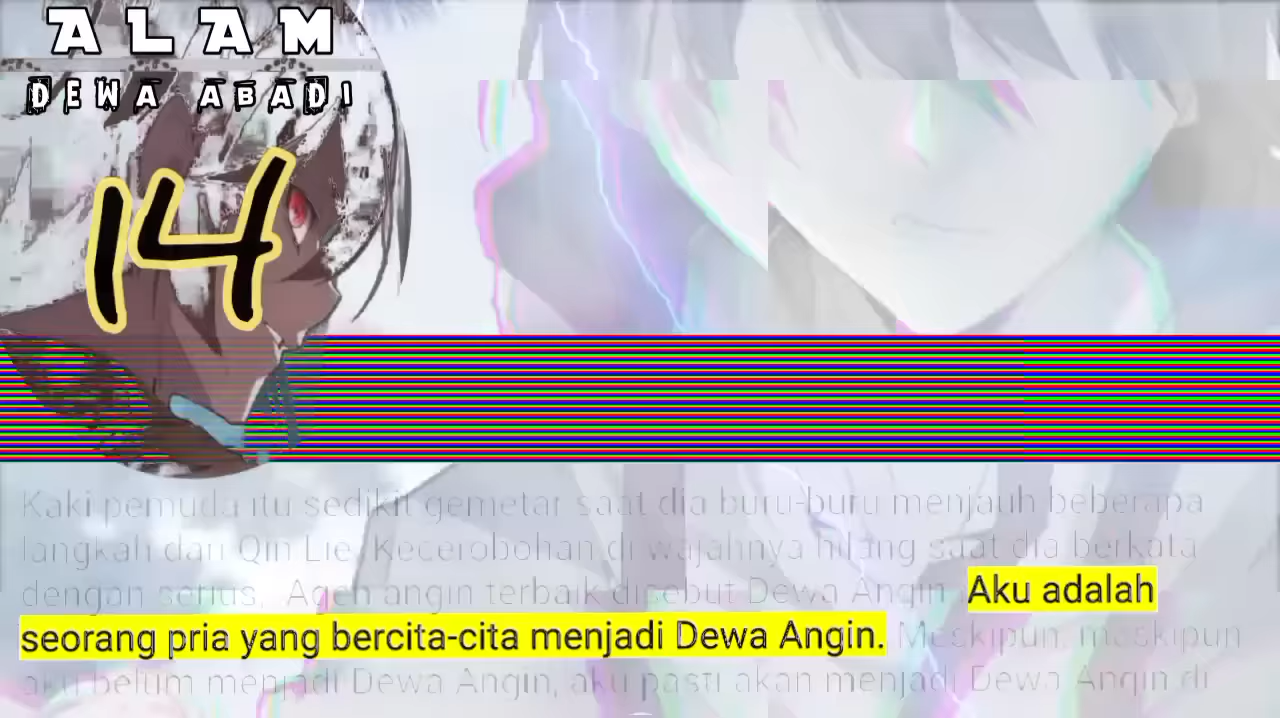 ALAM
DEWA ABADI
14
Kaki pemuda itu sedikit gemetar saat dia buru-buru menjauh beberapa
langkah dari Qin Lie. Kecerobohan di wajahnya hilang saat dia berkata
dengan serius, Agen angin terbaik disebut Dewa Angin. Aku adalah
seorang pria yang bercita-cita menjadi Dewa Angin. Meskipun, meskipun
aku belum menjadi Dewa Angin, aku pasti akan menjadi Dewa Angin di